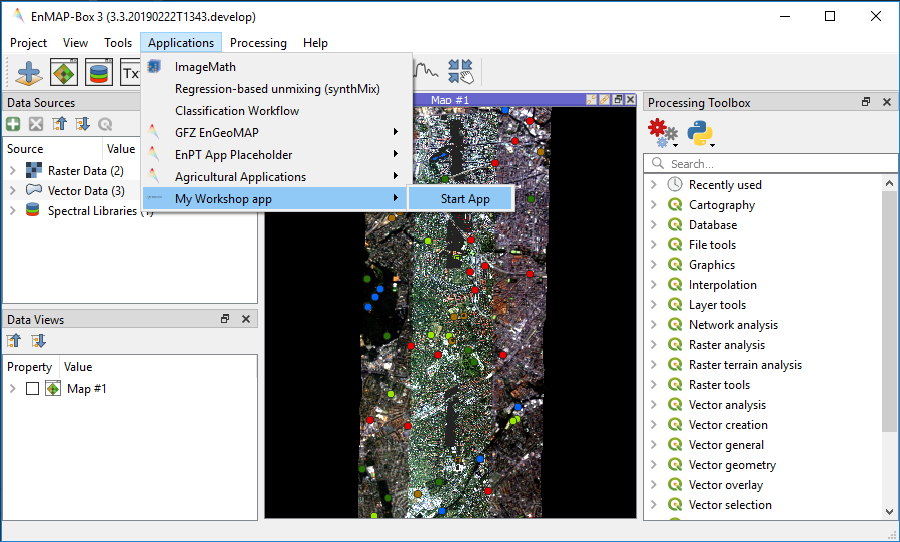 EnMAP-Box 3 (3.3.20190222T1343.develop)
Project View Tools Applications Processing Help
ImageMath
Regression-based unmixing (synthMix)
Classification Workflow
GFZ EnGeoMAP
EnPT App Placeholder
Agricultural Applications
My Workshop app
Start App
Data Sources
Source Value
Raster Data (2)
Vector Data (3)
Spectral Libraries (1)
Data Views
Property Value
Map #1
Map #1
Processing Toolbox
Search...
Recently used
Cartography
Database
File tools
Graphics
Interpolation
Layer tools
Network analysis
Raster analysis
Raster terrain analysis
Raster tools
Vector analysis
Vector creation
Vector general
Vector geometry
Vector overlay
Vector selection